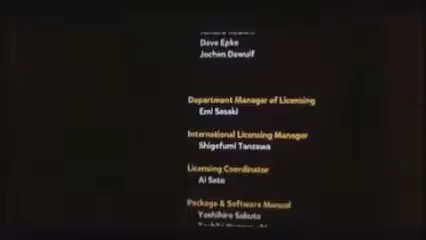 Dave Epke
Jochen Dewulf
Department Manager of Licensing
Emi Sasaki
International Licensing Manager
Shigefumi Tanzawa
Licensing Coordinator
Ai Sato
Package & Software Manual
Yoshihiro Sakuta